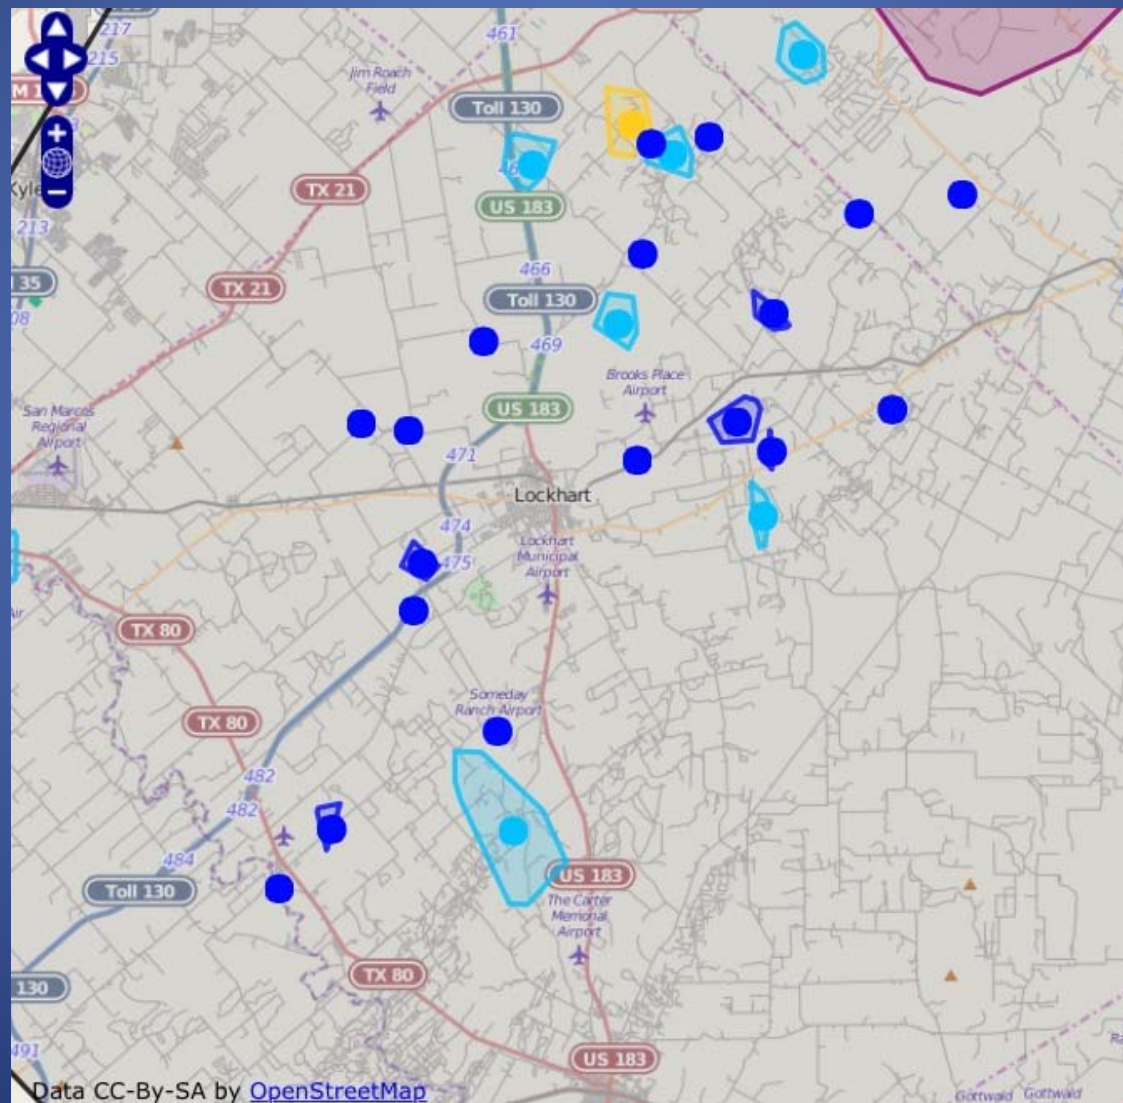 217
461
215
Jim Roach
Field
Toll 130
TX 21
US 183
Kyle
213
466
35
TX 21
Toll 130
08
469
Brooks Place
Airport
US 183
San Marcos
Regional
Airport
471
Lockhart
474
Lockhart
Municipal
Airport
475
TX 80
Someday
Ranch Airport
TX 80
482
482
484
Toll 130
US 183
The Carter
Memorial
Airport
TX 80
130
491
US 183
Data CC-By-SA by OpenStreetMap
Gottwald Gottwald